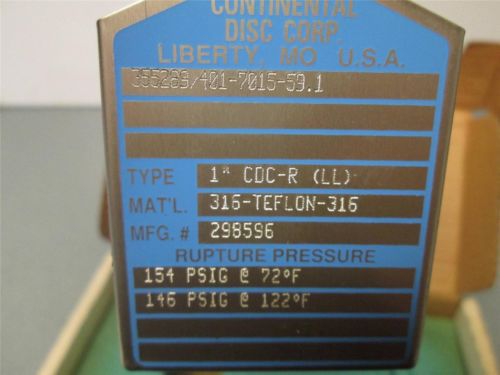 CONTINENTAL
DISC CORP.
LIBERTY, MO U.S.A.
355289/401-7015-59.1
TYPE 1" CDC-R (LL)
MAT'L. 316-TEFLON-316
MFG. # 298596
RUPTURE PRESSURE
154 PSIG @ 72°F
146 PSIG @ 122°F